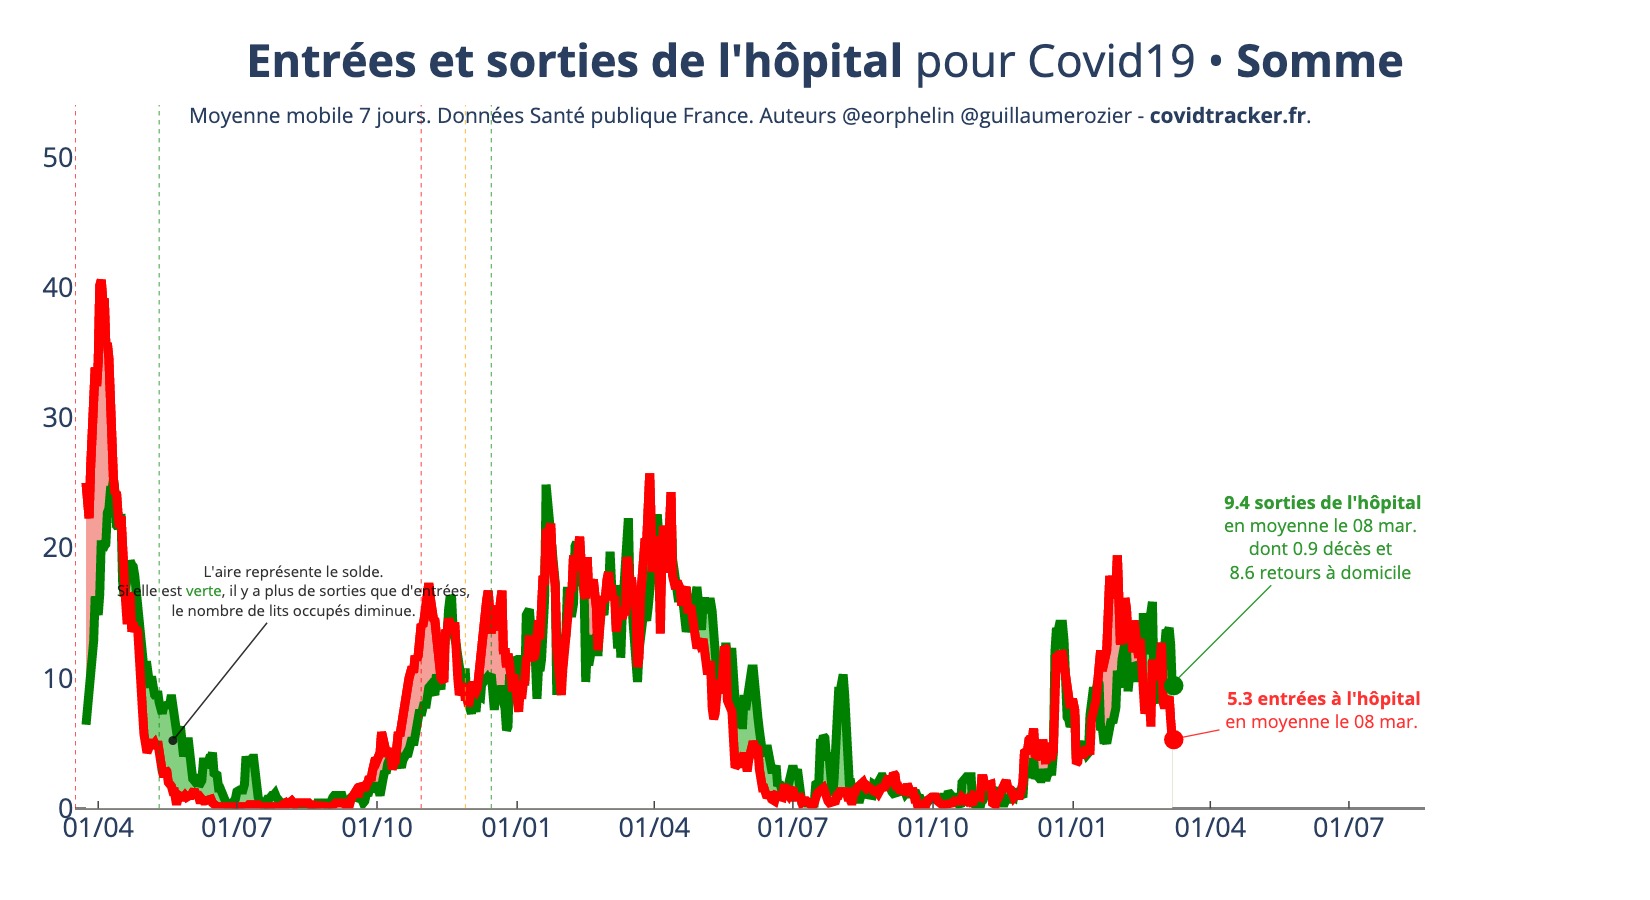 Entrées et sorties de l'hôpital pour Covid19 • Somme
Moyenne mobile 7 jours. Données Santé publique France. Auteurs @eorphelin @guillaumerozier - covidtracker.fr.
50
40
30
20
10
0
L'aire représente le solde.
Si elle est verte, il y a plus de sorties que d'entrées,
le nombre de lits occupés diminue.
9.4 sorties de l'hôpital
en moyenne le 08 mar.
dont 0.9 décès et
8.6 retours à domicile
5.3 entrées à l'hôpital
en moyenne le 08 mar.
01/04 01/07 01/10 01/01 01/04 01/07 01/10 01/01 01/04 01/07